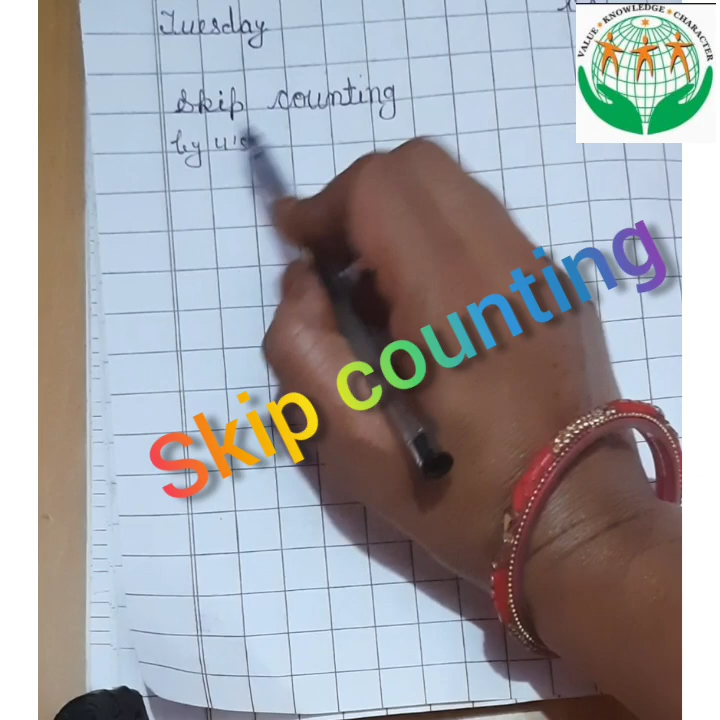 Tuesday
VALUE * KNOWLEDGE * CHARACTER
Skip counting
by 4's
Skip counting